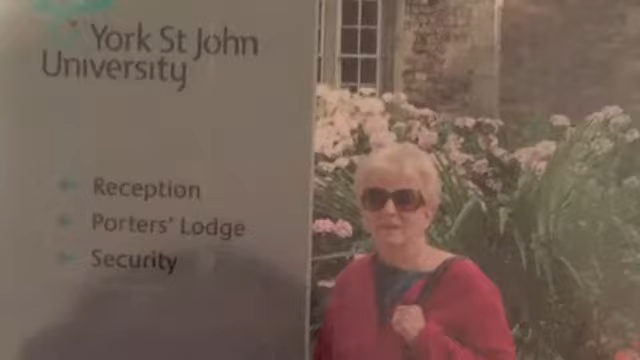 York St John
University
Reception
Porters' Lodge
Security